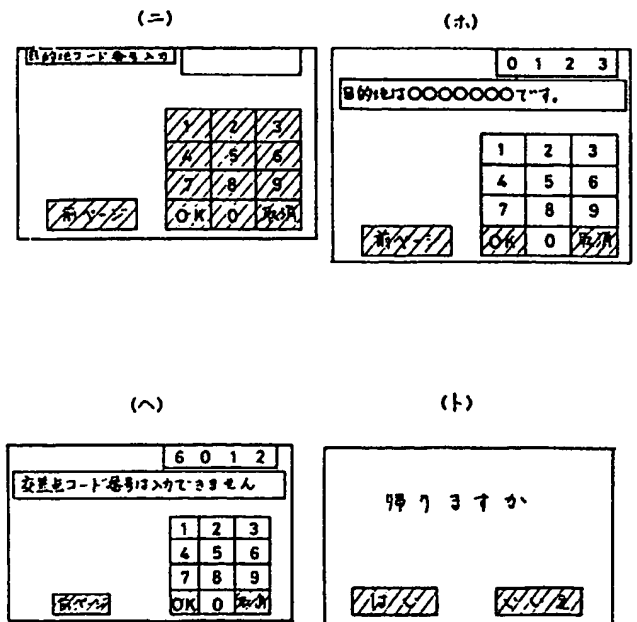 (ニ)
目的地コード番号入力
1 2 3
4 5 6
7 8 9
前ページ OK 0 取消
(ホ)
0 1 2 3
目的地は○○○○○○○です。
1 2 3
4 5 6
7 8 9
前ページ OK 0 取消
(ヘ)
6 0 1 2
交差点コード番号は入力できません
1 2 3
4 5 6
7 8 9
前ページ OK 0 取消
(ト)
帰りますか
はい いいえ